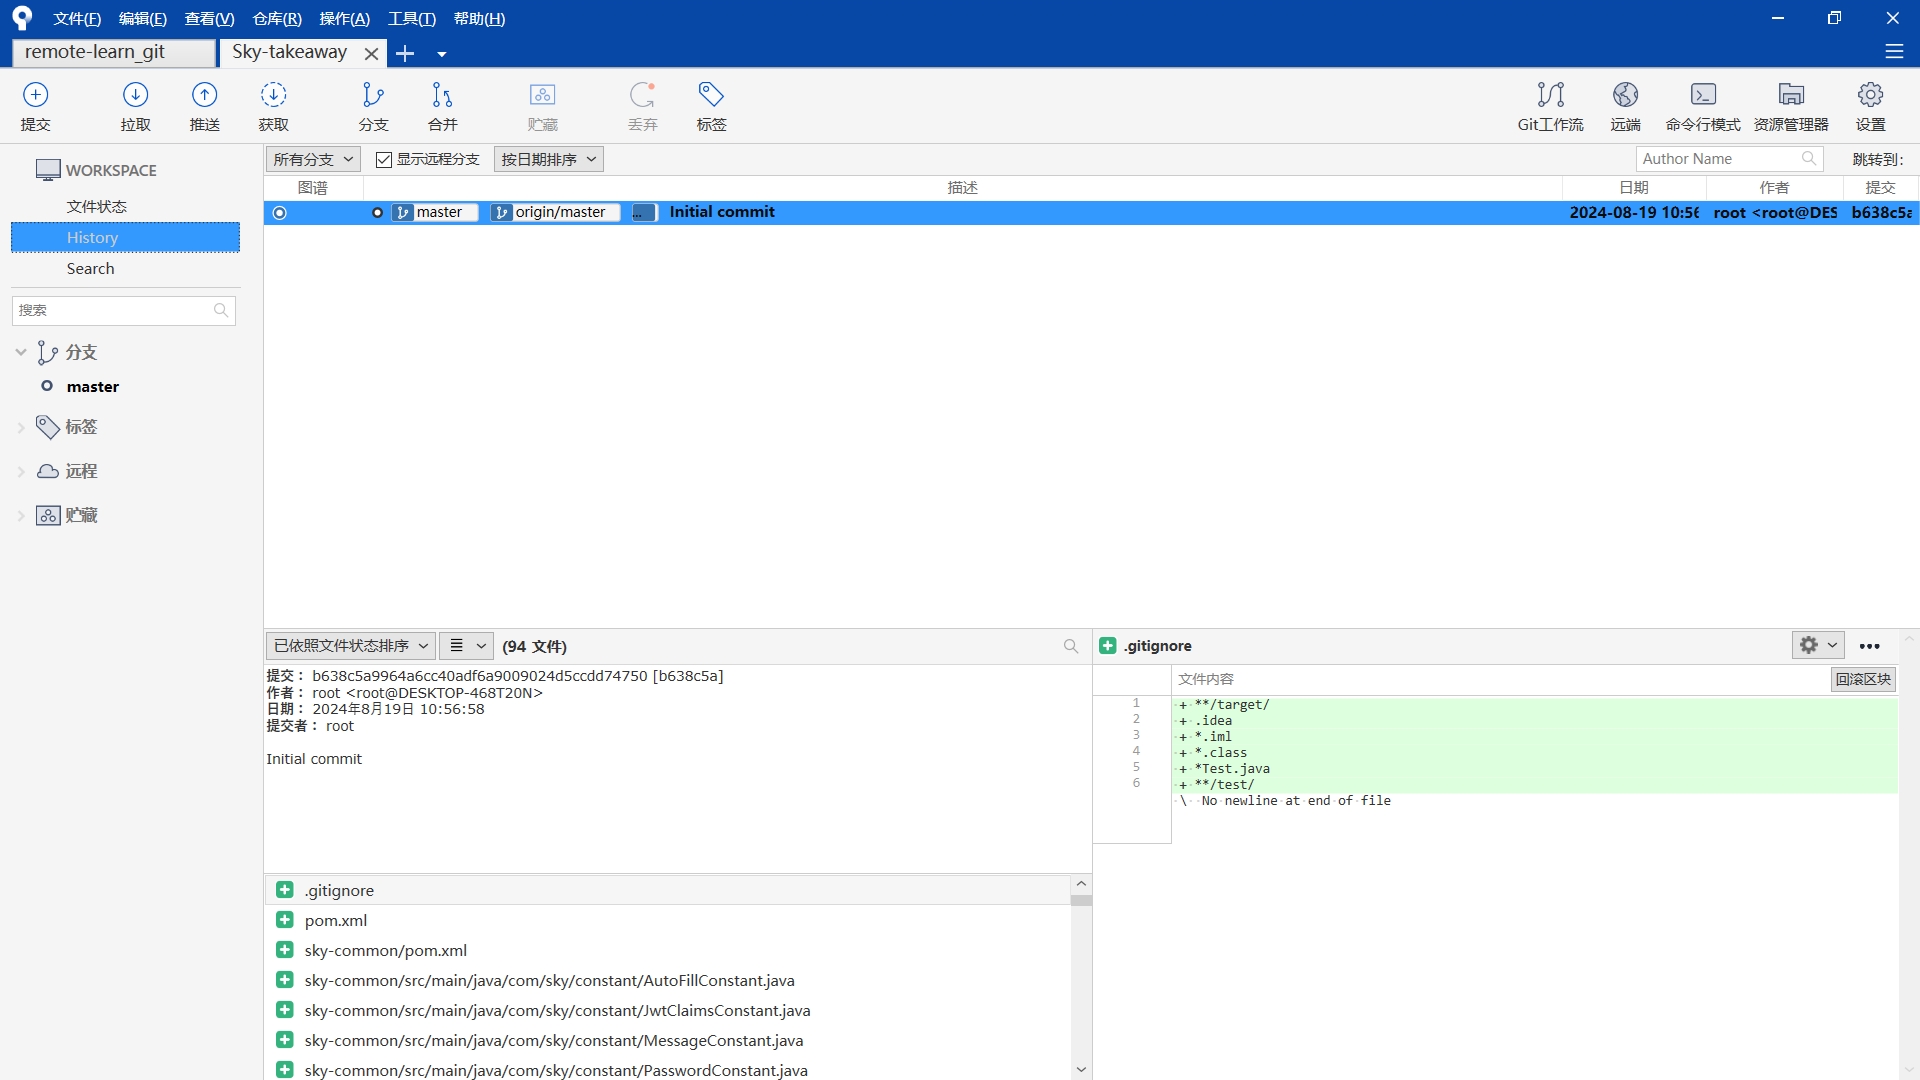 文件(F) 编辑(E) 查看(V) 仓库(R) 操作(A) 工具(T) 帮助(H)
remote-learn_git Sky-takeaway
提交 拉取 推送 获取 分支 合并 贮藏 丢弃 标签 Git工作流 远端 命令行模式 资源管理器 设置
WORKSPACE
文件状态
History
Search
搜索
分支
master
标签
远程
贮藏
所有分支 显示远程分支 按日期排序 Author Name 跳转到:
图谱 描述 日期 作者 提交
master origin/master ... Initial commit 2024-08-19 10:56 root <root@DES b638c5a
已依照文件状态排序 (94 文件)
提交: b638c5a9964a6cc40adf6a9009024d5ccdd74750 [b638c5a]
作者: root <root@DESKTOP-468T20N>
日期: 2024年8月19日 10:56:58
提交者: root
Initial commit
.gitignore
pom.xml
sky-common/pom.xml
sky-common/src/main/java/com/sky/constant/AutoFillConstant.java
sky-common/src/main/java/com/sky/constant/JwtClaimsConstant.java
sky-common/src/main/java/com/sky/constant/MessageConstant.java
sky-common/src/main/java/com/sky/constant/PasswordConstant.java
.gitignore
文件内容 回滚区块
1 + **/target/
2 + .idea
3 + *.iml
4 + *.class
5 + *Test.java
6 + **/test/
\ No newline at end of file